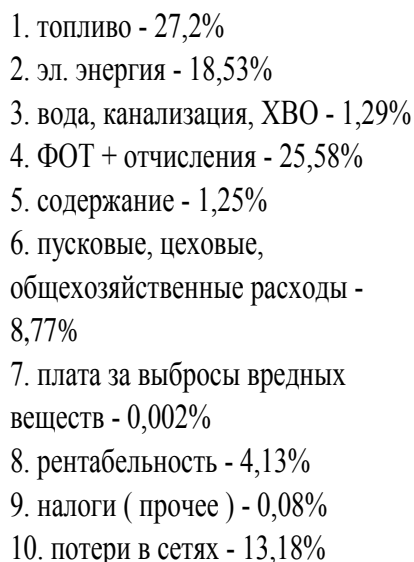 1. топливо - 27,2%
2. эл. энергия - 18,53%
3. вода, канализация, ХВО - 1,29%
4. ФОТ + отчисления - 25,58%
5. содержание - 1,25%
6. пусковые, цеховые,
общехозяйственные расходы -
8,77%
7. плата за выбросы вредных
веществ - 0,002%
8. рентабельность - 4,13%
9. налоги ( прочее ) - 0,08%
10. потери в сетях - 13,18%